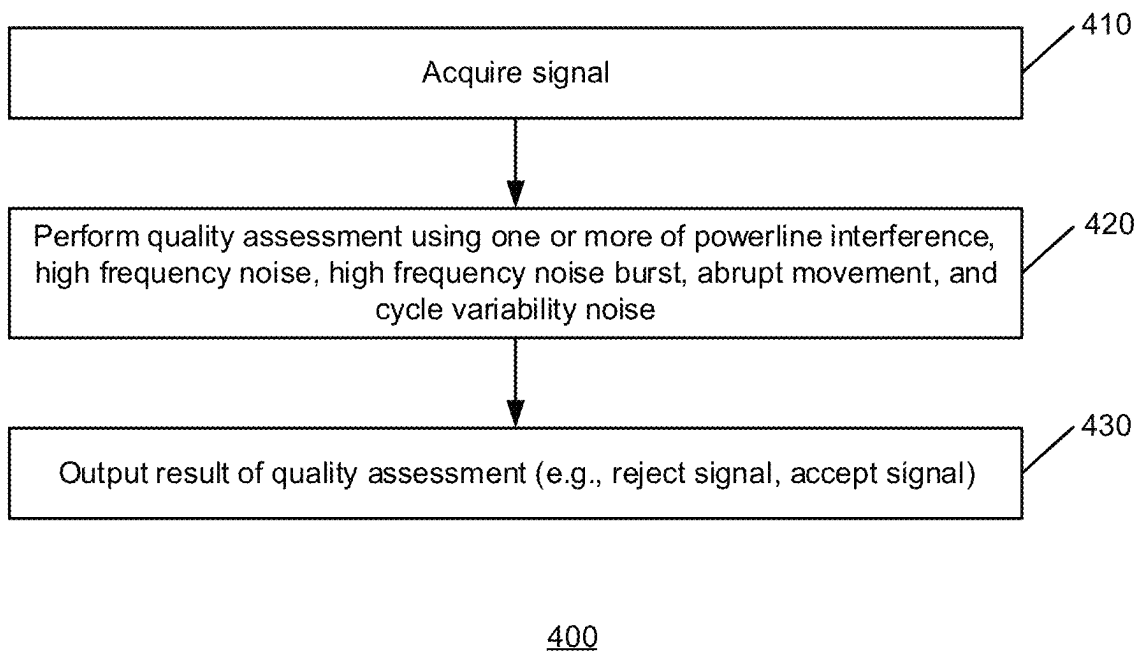 410
Acquire signal
420
Perform quality assessment using one or more of powerline interference,
high frequency noise, high frequency noise burst, abrupt movement, and
cycle variability noise
430
Output result of quality assessment (e.g., reject signal, accept signal)
400